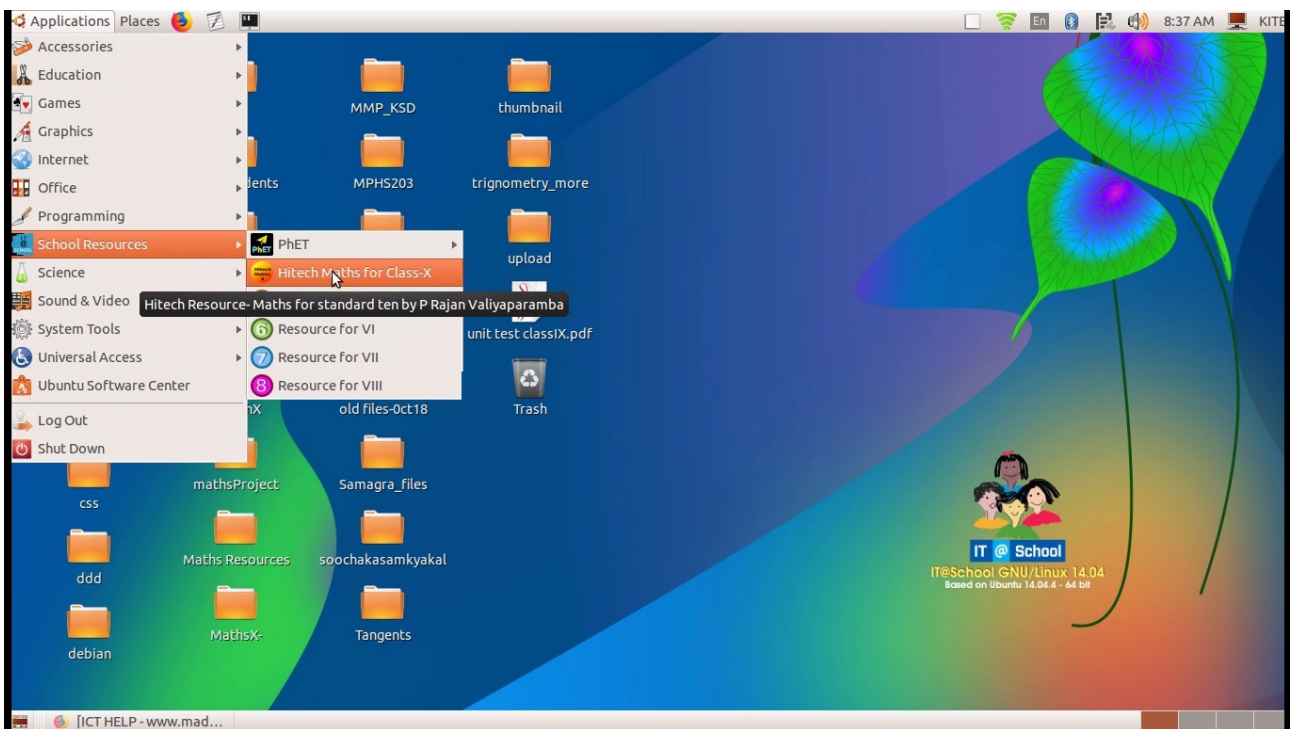 Applications Places En 8:37 AM KITE
Accessories
Education
Games
Graphics
Internet
Office
Programming
School Resources
Science
Sound & Video
System Tools
Universal Access
Ubuntu Software Center
Log Out
Shut Down
PhET
Hitech Maths for Class-X
Hitech Resource- Maths for standard ten by P Rajan Valiyaparamba
Resource for VI
Resource for VII
Resource for VIII
MMP_KSD
thumbnail
dents
MPHS203
trignometry_more
upload
unit test classIX.pdf
nX
old files-0ct18
Trash
css
mathsProject
Samagra_files
ddd
Maths Resources
soochakasamkyakal
debian
MathsX-
Tangents
IT @ School
IT@School GNU/Linux 14.04
Based on Ubuntu 14.04.4 - 64 bit
[ICT HELP - www.mad...